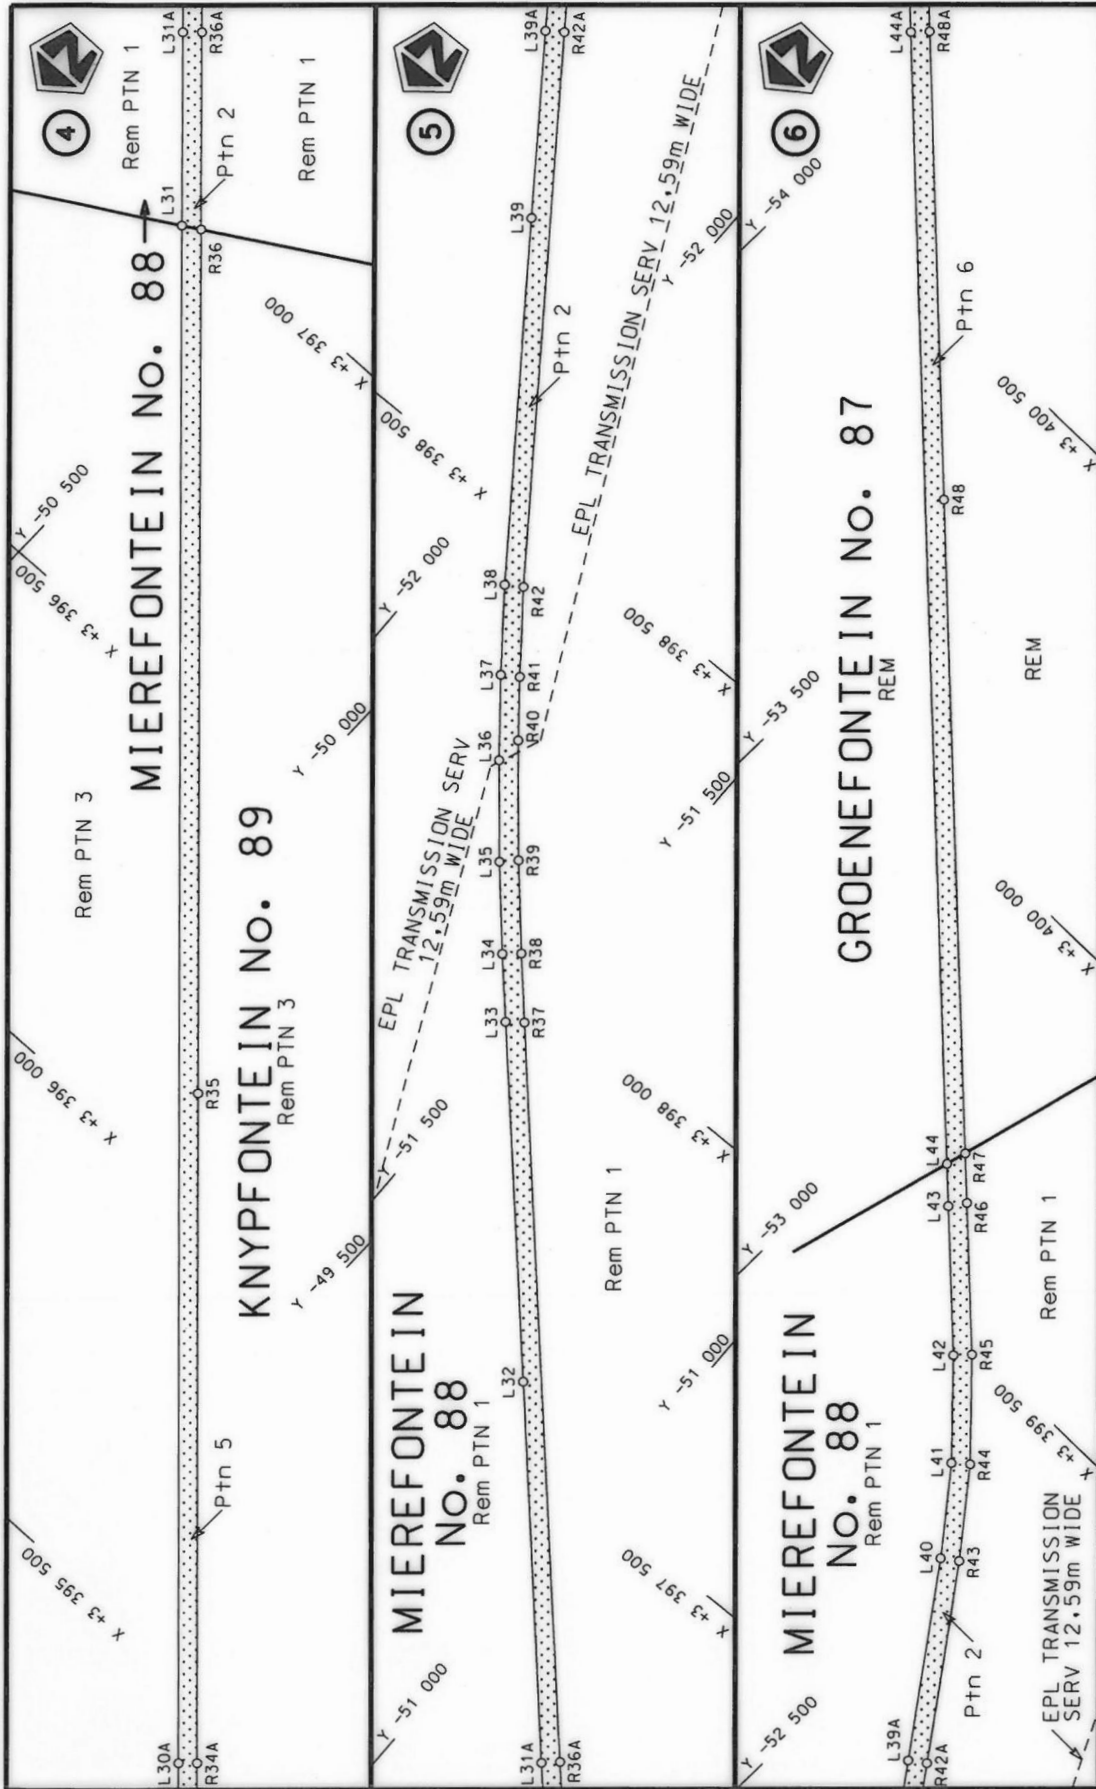 4
L30A
R34A
X +3 395 500
Ptn 5
Y -49 500
X +3 396 000
R35
KNYPFONTEIN No. 89
Rem PTN 3
Rem PTN 3
Y -50 000
X +3 396 500
Y -50 500
MIEREFONTEIN No. 88
X +3 397 000
L31
R36
Ptn 2
Rem PTN 1
Rem PTN 1
L31A
R36A
5
L31A
R36A
Y -51 000
MIEREFONTEIN
No. 88
Rem PTN 1
X +3 397 500
L32
Y -51 000
Rem PTN 1
Y -51 500
X +3 398 000
EPL TRANSMISSION SERV
12,59m WIDE
L33
R37
L34
R38
L35
R39
L36
R40
L37
R41
L38
R42
Y -51 500
X +3 398 500
Y -52 000
X +3 398 500
EPL TRANSMISSION SERV 12,59m WIDE
Ptn 2
L39
Y -52 000
L39A
R42A
6
L39A
R42A
Y -52 500
EPL TRANSMISSION
SERV 12,59m WIDE
Ptn 2
MIEREFONTEIN
No. 88
Rem PTN 1
L40
R43
L41
R44
X +3 399 500
L42
R45
Rem PTN 1
Y -53 000
L43
R46
L44
R47
X +3 400 000
GROENEFONTEIN No. 87
REM
REM
Y -53 500
R48
X +3 400 500
Ptn 6
Y -54 000
L44A
R48A